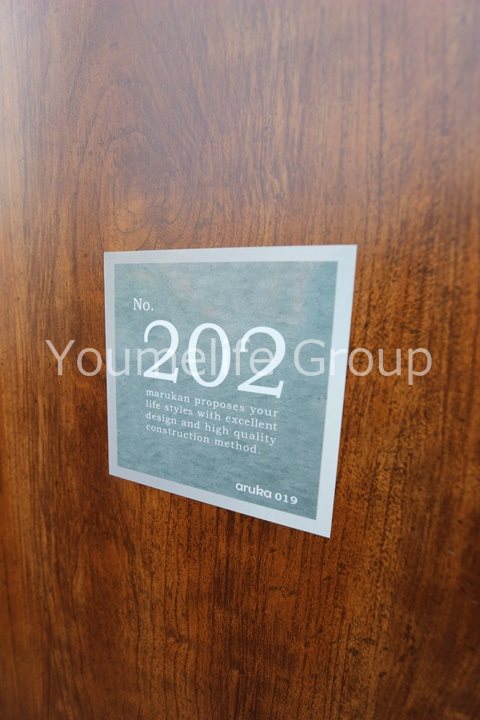 No.
202
Youmelife Group
marukan proposes your
life styles with excellent
design and high quality
construction method.
aruka 019